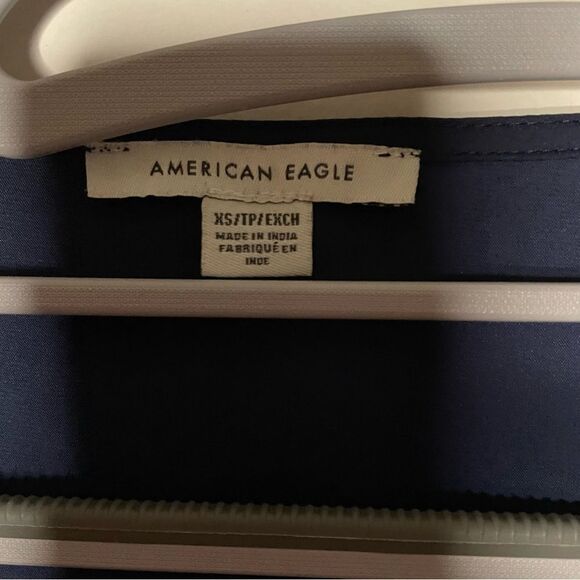 AMERICAN EAGLE
XS/TP/EXCH
MADE IN INDIA
FABRIQUÉ EN
INDE